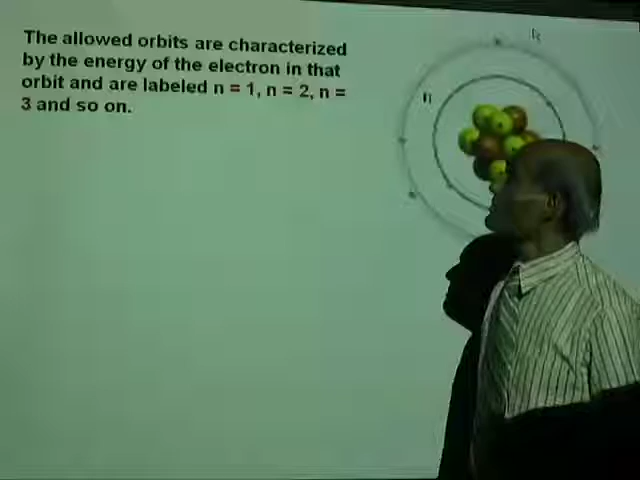 The allowed orbits are characterized
by the energy of the electron in that
orbit and are labeled n = 1, n = 2, n =
3 and so on.